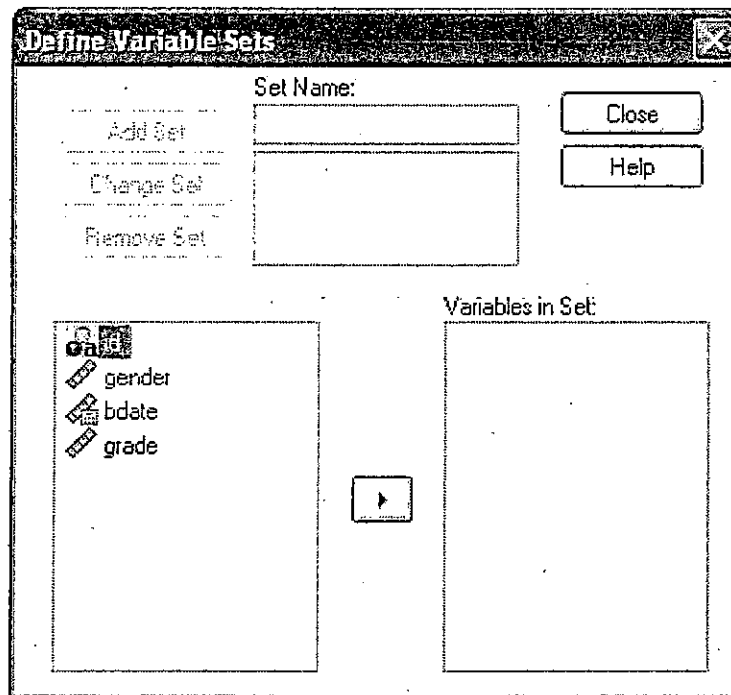 Define Variable Sets
Set Name:
Add Set
Change Set
Remove Set
Close
Help
Variables in Set:
id
gender
bdate
grade